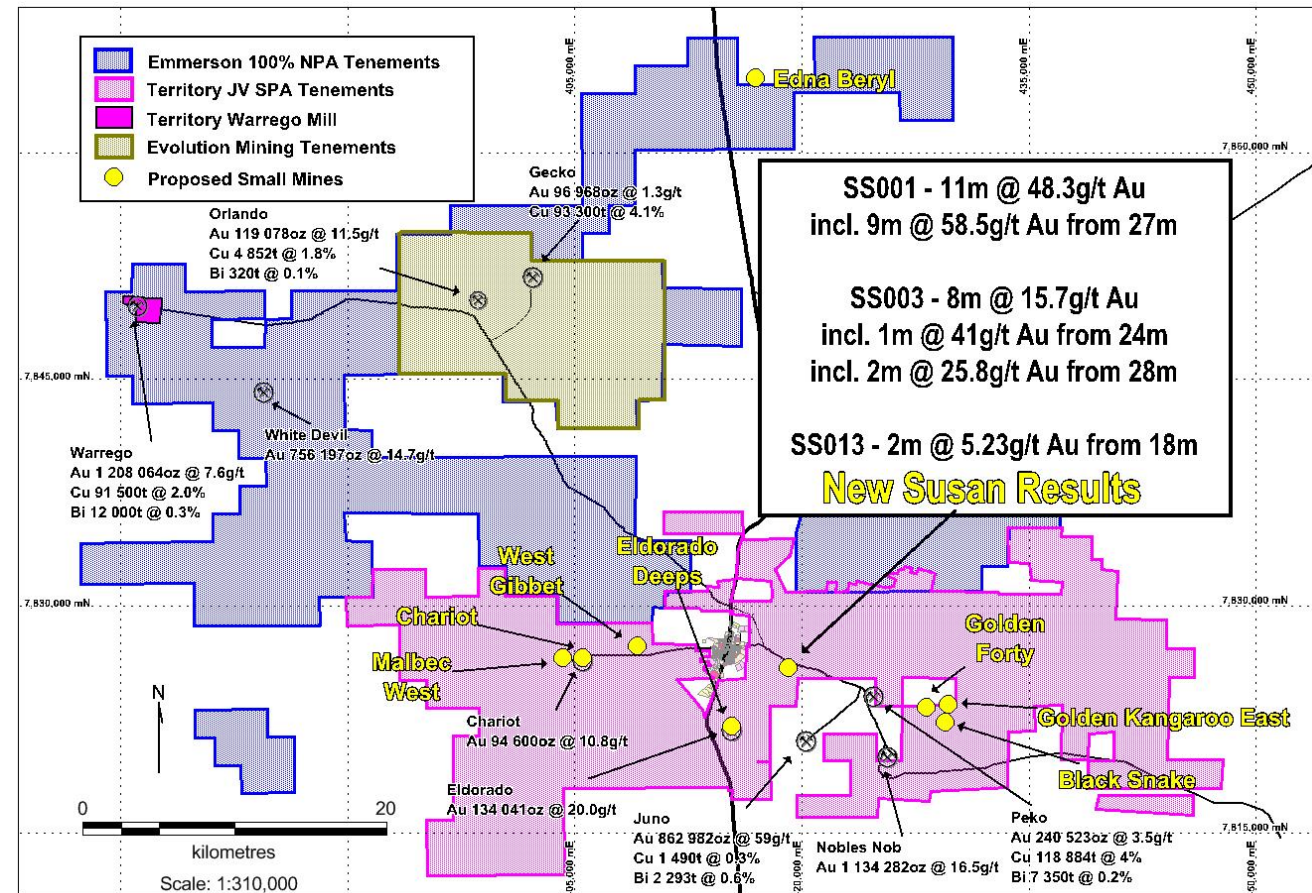 Emmerson 100% NPA Tenements
Territory JV SPA Tenements
Territory Warrego Mill
Evolution Mining Tenements
Proposed Small Mines
405,000 mE
435,000 mE
450,000 mE
Edna Beryl
7,860,000 mN
Gecko
Au 96 968oz @ 1.3g/t
Cu 93 300t @ 4.1%
Orlando
Au 119 078oz @ 11.5g/t
Cu 4 852t @ 1.8%
Bi 320t @ 0.1%
SS001 - 11m @ 48.3g/t Au
incl. 9m @ 58.5g/t Au from 27m
SS003 - 8m @ 15.7g/t Au
incl. 1m @ 41g/t Au from 24m
incl. 2m @ 25.8g/t Au from 28m
SS013 - 2m @ 5.23g/t Au from 18m
New Susan Results
7,845,000 mN
White Devil
Au 756 197oz @ 14.7g/t
Warrego
Au 1 208 064oz @ 7.6g/t
Cu 91 500t @ 2.0%
Bi 12 000t @ 0.3%
West
Gibbet
Eldorado
Deeps
7,830,000 mN
7,830,000 mN
Chariot
Malbec
West
Golden
Forty
Golden Kangaroo East
Black Snake
N
Chariot
Au 94 600oz @ 10.8g/t
Eldorado
Au 134 041oz @ 20.0g/t
Juno
Au 862 982oz @ 59g/t
Cu 1 490t @ 0.3%
Bi 2 293t @ 0.6%
Nobles Nob
Au 1 134 282oz @ 16.5g/t
Peko
Au 240 523oz @ 3.5g/t
Cu 118 884t @ 4%
Bi 7 350t @ 0.2%
7,815,000 mN
0 20
kilometres
Scale: 1:310,000